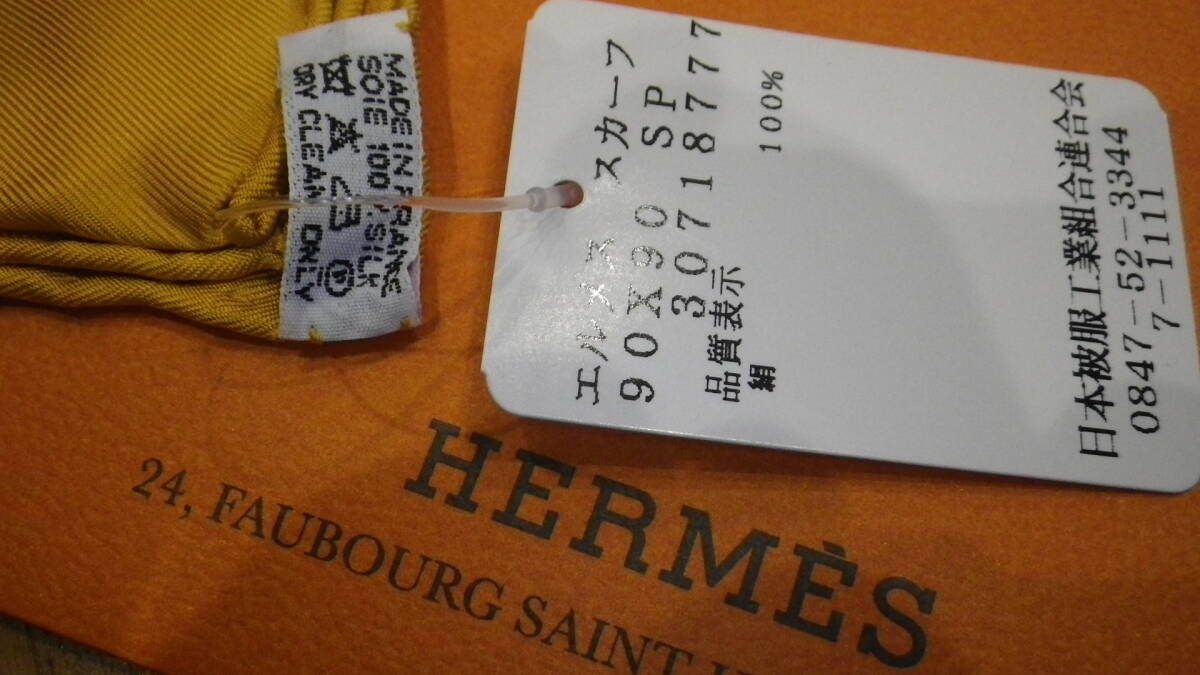 MADE IN FRANCE
SOIE 100% SILK
DRY CLEAN ONLY
エルメス スカーフ
90X90 SP
307187777
品質表示
絹 100%
日本被服工業組合連合会
0847-52-3344
7-1111
HERMÈS
24, FAUBOURG SAINT